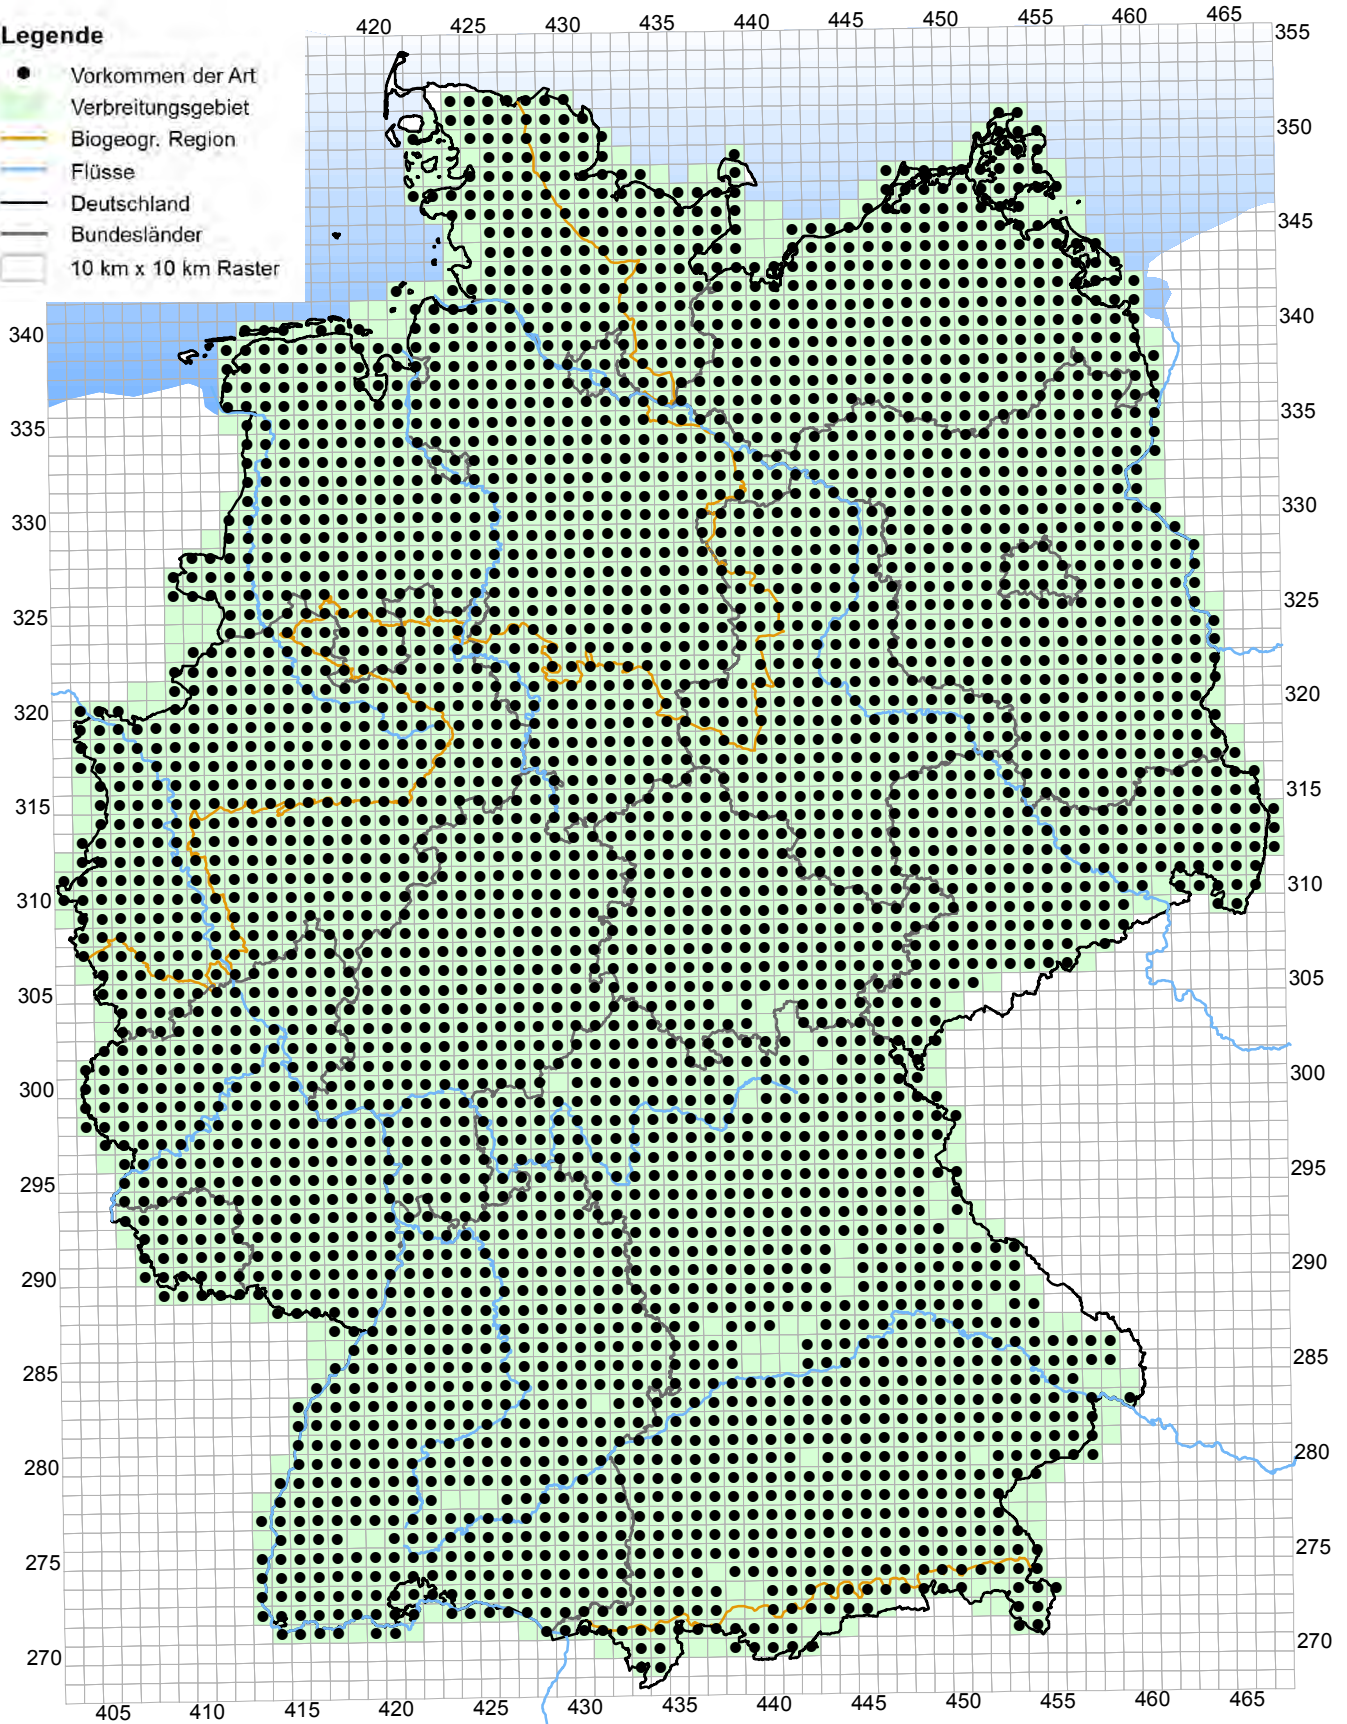 420 425 430 435 440 445 450 455 460 465
355
Legende
Vorkommen der Art
Verbreitungsgebiet
Biogeogr. Region
Flüsse
Deutschland
Bundesländer
10 km x 10 km Raster
350
345
340 340
335 335
330 330
325 325
320 320
315 315
310 310
305 305
300 300
295 295
290 290
285 285
280 280
275 275
270 270
405 410 415 420 425 430 435 440 445 450 455 460 465